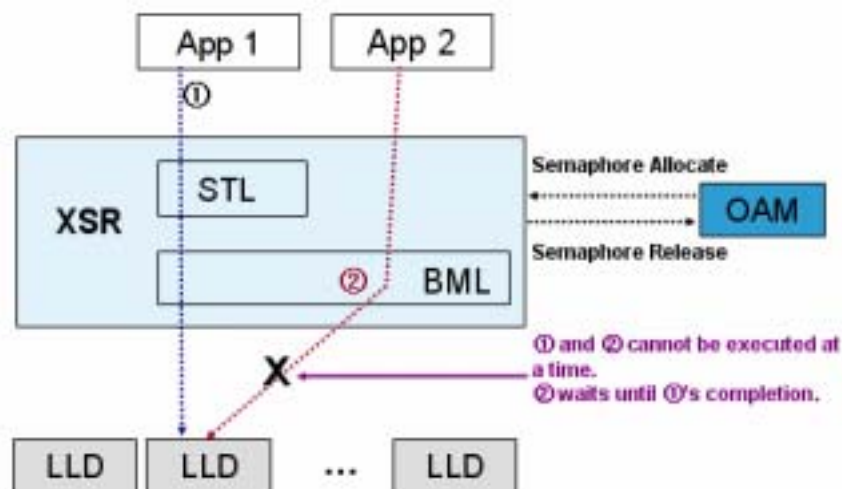 App 1
App 2
①
Semaphore Allocate
STL
OAM
XSR
Semaphore Release
②
BML
① and ② cannot be executed at
a time.
X
② waits until ①'s completion.
LLD
LLD
...
LLD